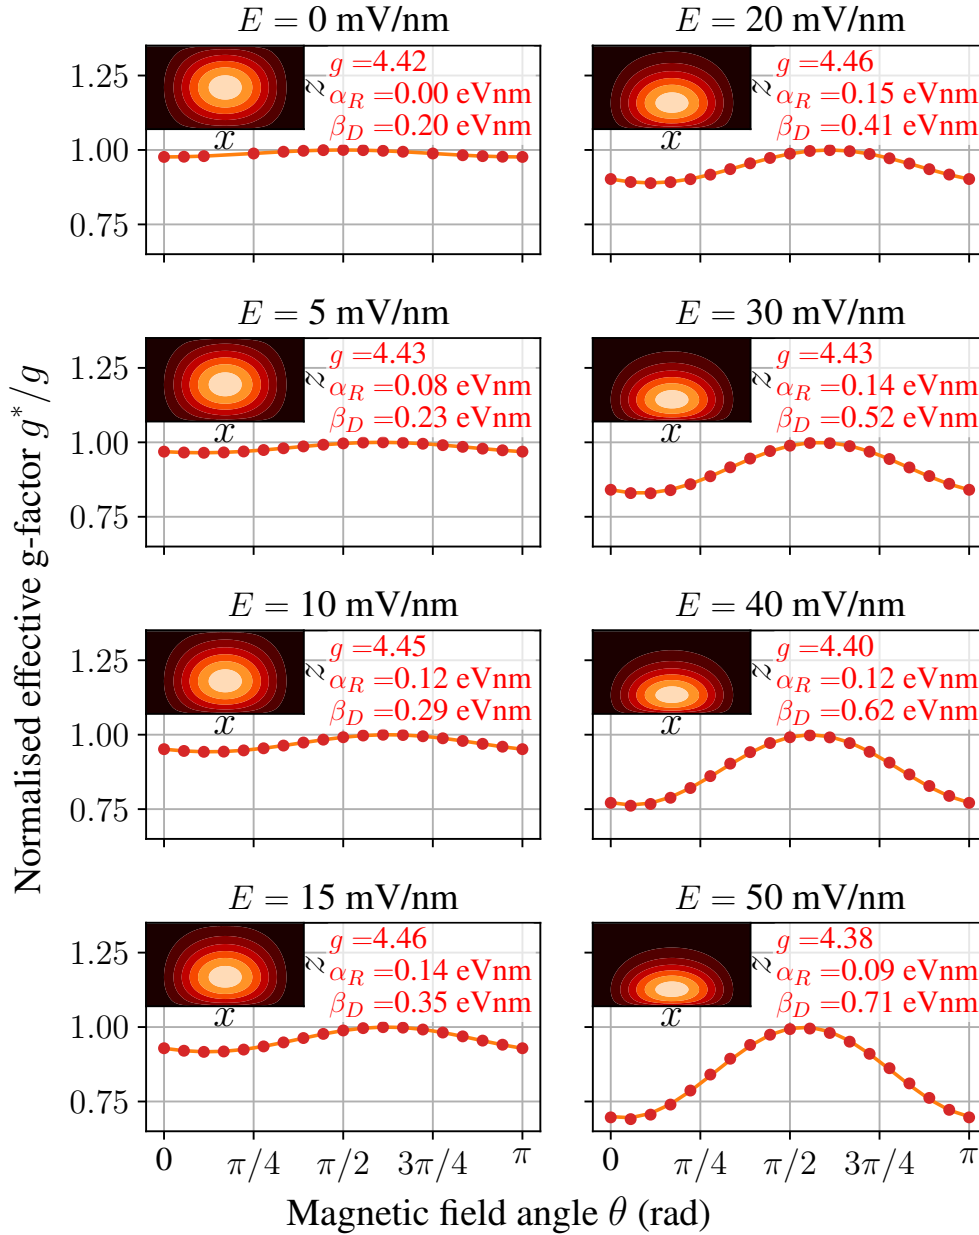 E = 0 mV/nm
1.25
1.00
0.75
z
x
g =4.42
α_R =0.00 eVnm
β_D =0.20 eVnm
E = 20 mV/nm
z
x
g =4.46
α_R =0.15 eVnm
β_D =0.41 eVnm
E = 5 mV/nm
1.25
1.00
0.75
z
x
g =4.43
α_R =0.08 eVnm
β_D =0.23 eVnm
E = 30 mV/nm
z
x
g =4.43
α_R =0.14 eVnm
β_D =0.52 eVnm
Normalised effective g-factor g*/g
E = 10 mV/nm
1.25
1.00
0.75
z
x
g =4.45
α_R =0.12 eVnm
β_D =0.29 eVnm
E = 40 mV/nm
z
x
g =4.40
α_R =0.12 eVnm
β_D =0.62 eVnm
E = 15 mV/nm
1.25
1.00
0.75
z
x
g =4.46
α_R =0.14 eVnm
β_D =0.35 eVnm
E = 50 mV/nm
z
x
g =4.38
α_R =0.09 eVnm
β_D =0.71 eVnm
0 π/4 π/2 3π/4 π
0 π/4 π/2 3π/4 π
Magnetic field angle θ (rad)